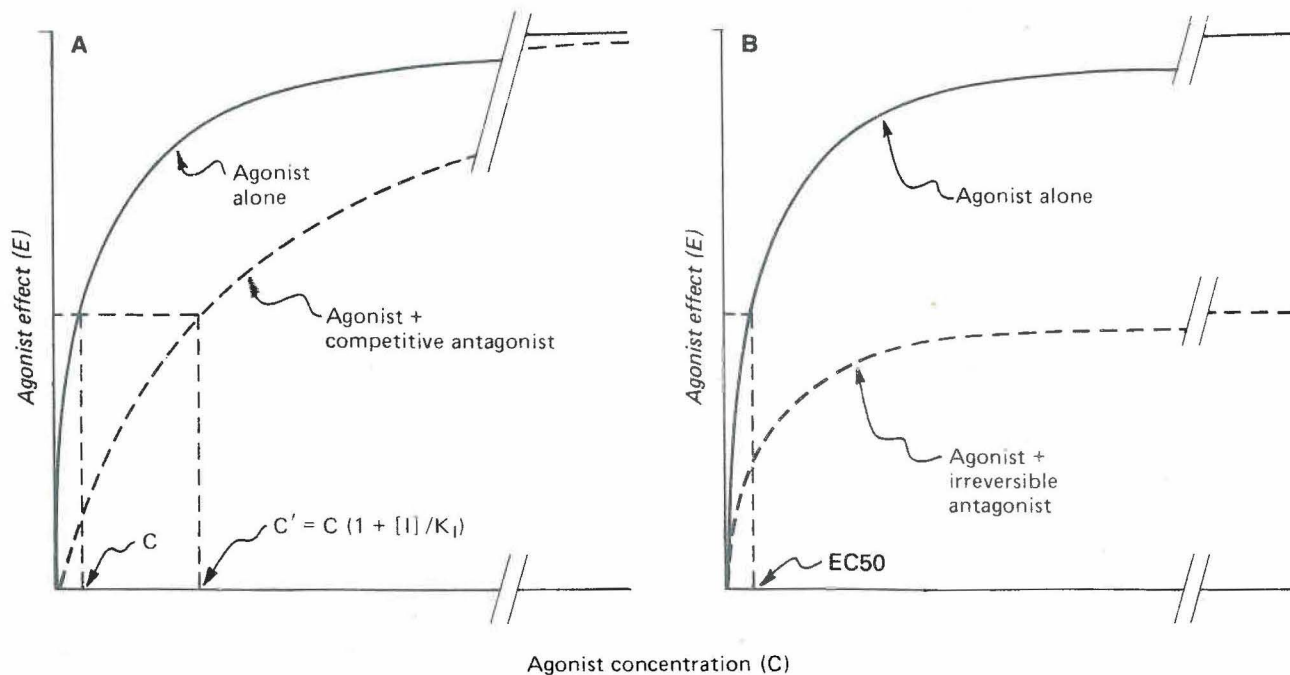 A
Agonist effect (E)
Agonist
alone
Agonist +
competitive antagonist
C
C' = C (1 + [I] /K_I)
B
Agonist effect (E)
Agonist alone
Agonist +
irreversible
antagonist
EC50
Agonist concentration (C)